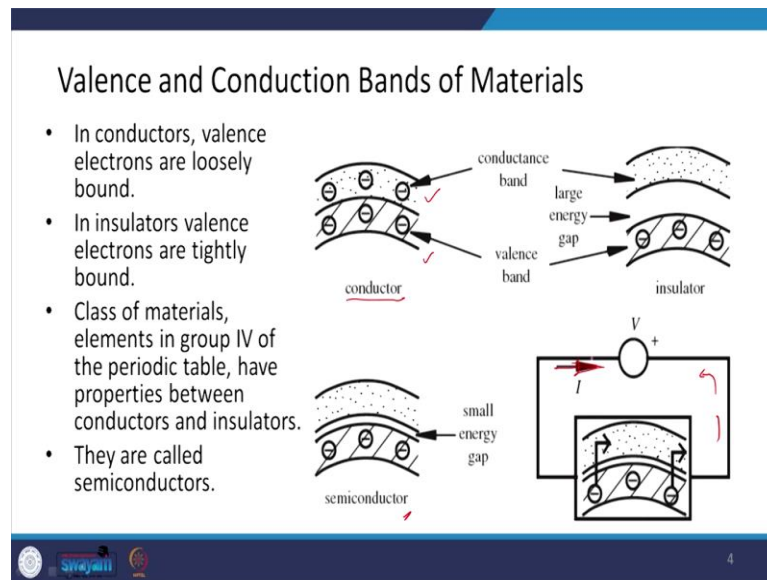 Valence and Conduction Bands of Materials
• In conductors, valence
electrons are loosely
bound.
• In insulators valence
electrons are tightly
bound.
• Class of materials,
elements in group IV of
the periodic table, have
properties between
conductors and insulators.
• They are called
semiconductors.
conductance
band
large
energy
gap
valence
band
conductor
insulator
small
energy
gap
semiconductor
V
+
I
swayam
4